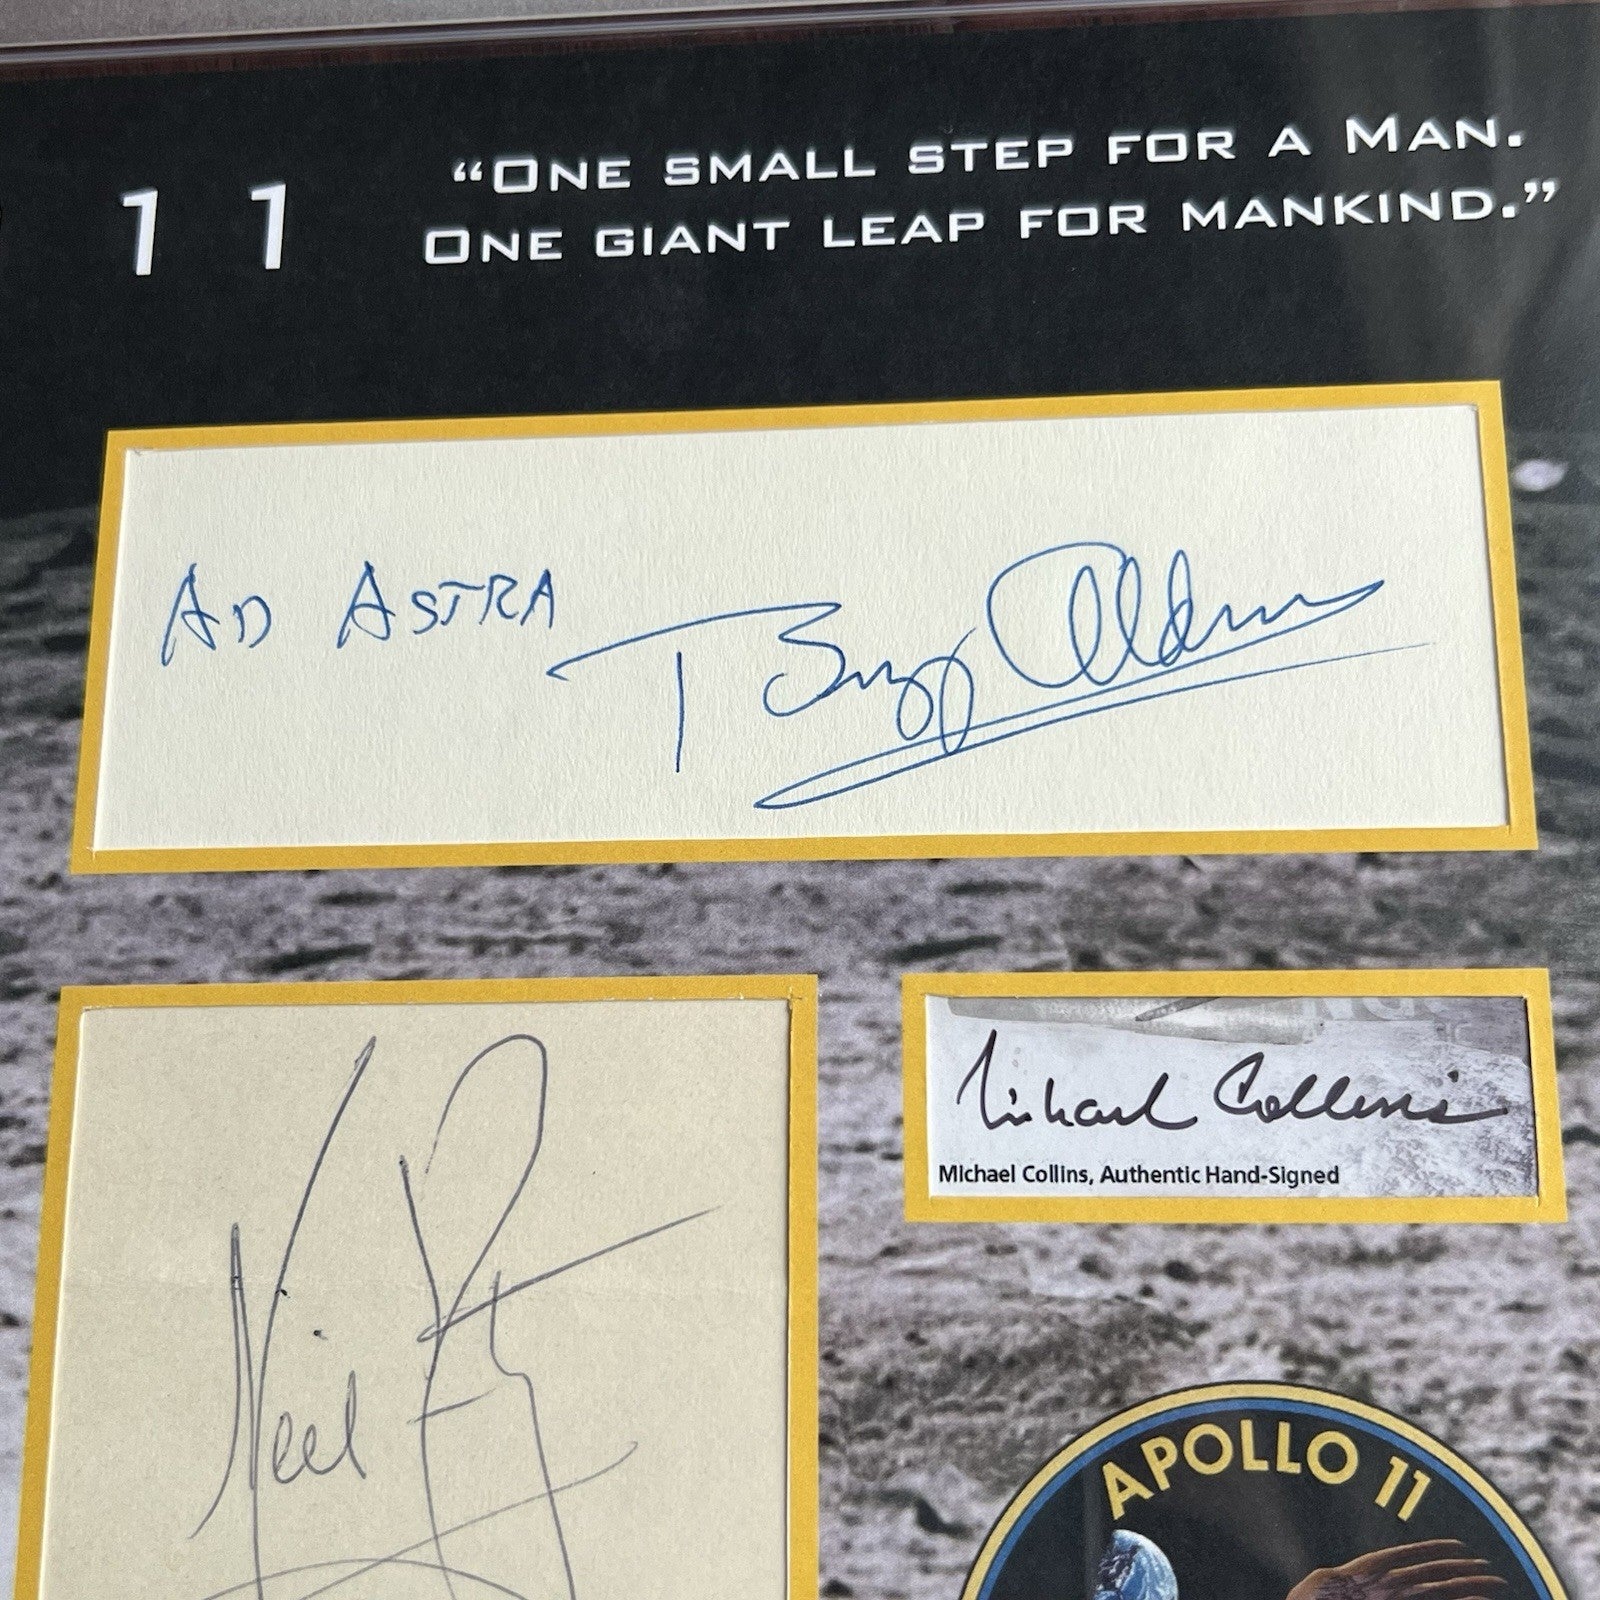 11
“ONE SMALL STEP FOR A MAN.
ONE GIANT LEAP FOR MANKIND.”
AD ASTRA Buzz Aldrin
Neil
Michael Collins
Michael Collins, Authentic Hand-Signed
APOLLO 11